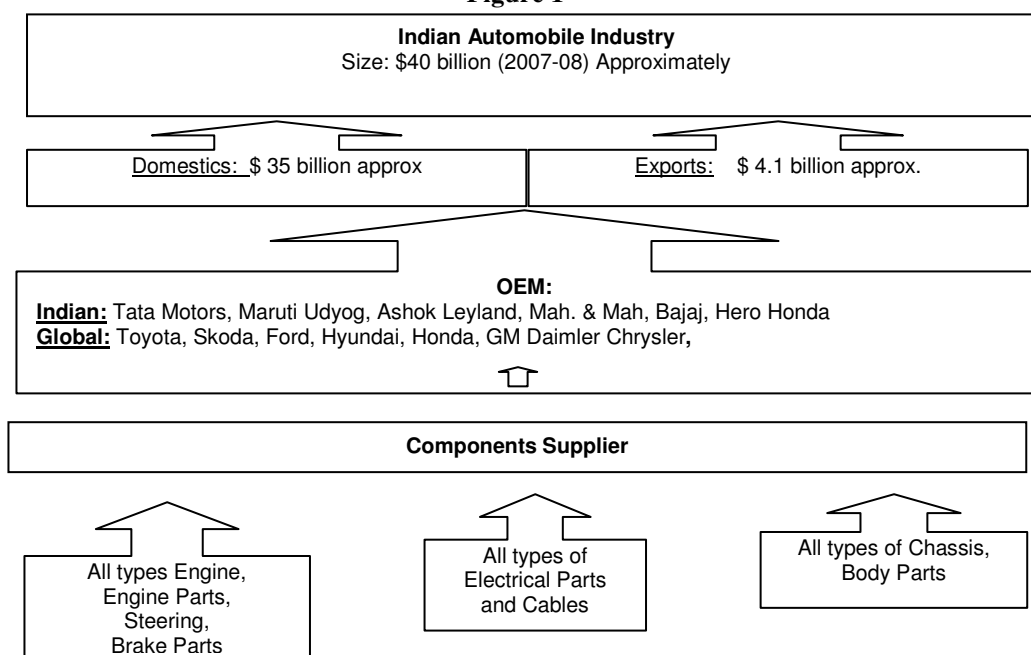 Figure 1
Indian Automobile Industry
Size: $40 billion (2007-08) Approximately
Domestics: $ 35 billion approx
Exports: $ 4.1 billion approx.
OEM:
Indian: Tata Motors, Maruti Udyog, Ashok Leyland, Mah. & Mah, Bajaj, Hero Honda
Global: Toyota, Skoda, Ford, Hyundai, Honda, GM Daimler Chrysler,
Components Supplier
All types Engine,
Engine Parts,
Steering,
Brake Parts
All types of
Electrical Parts
and Cables
All types of Chassis,
Body Parts